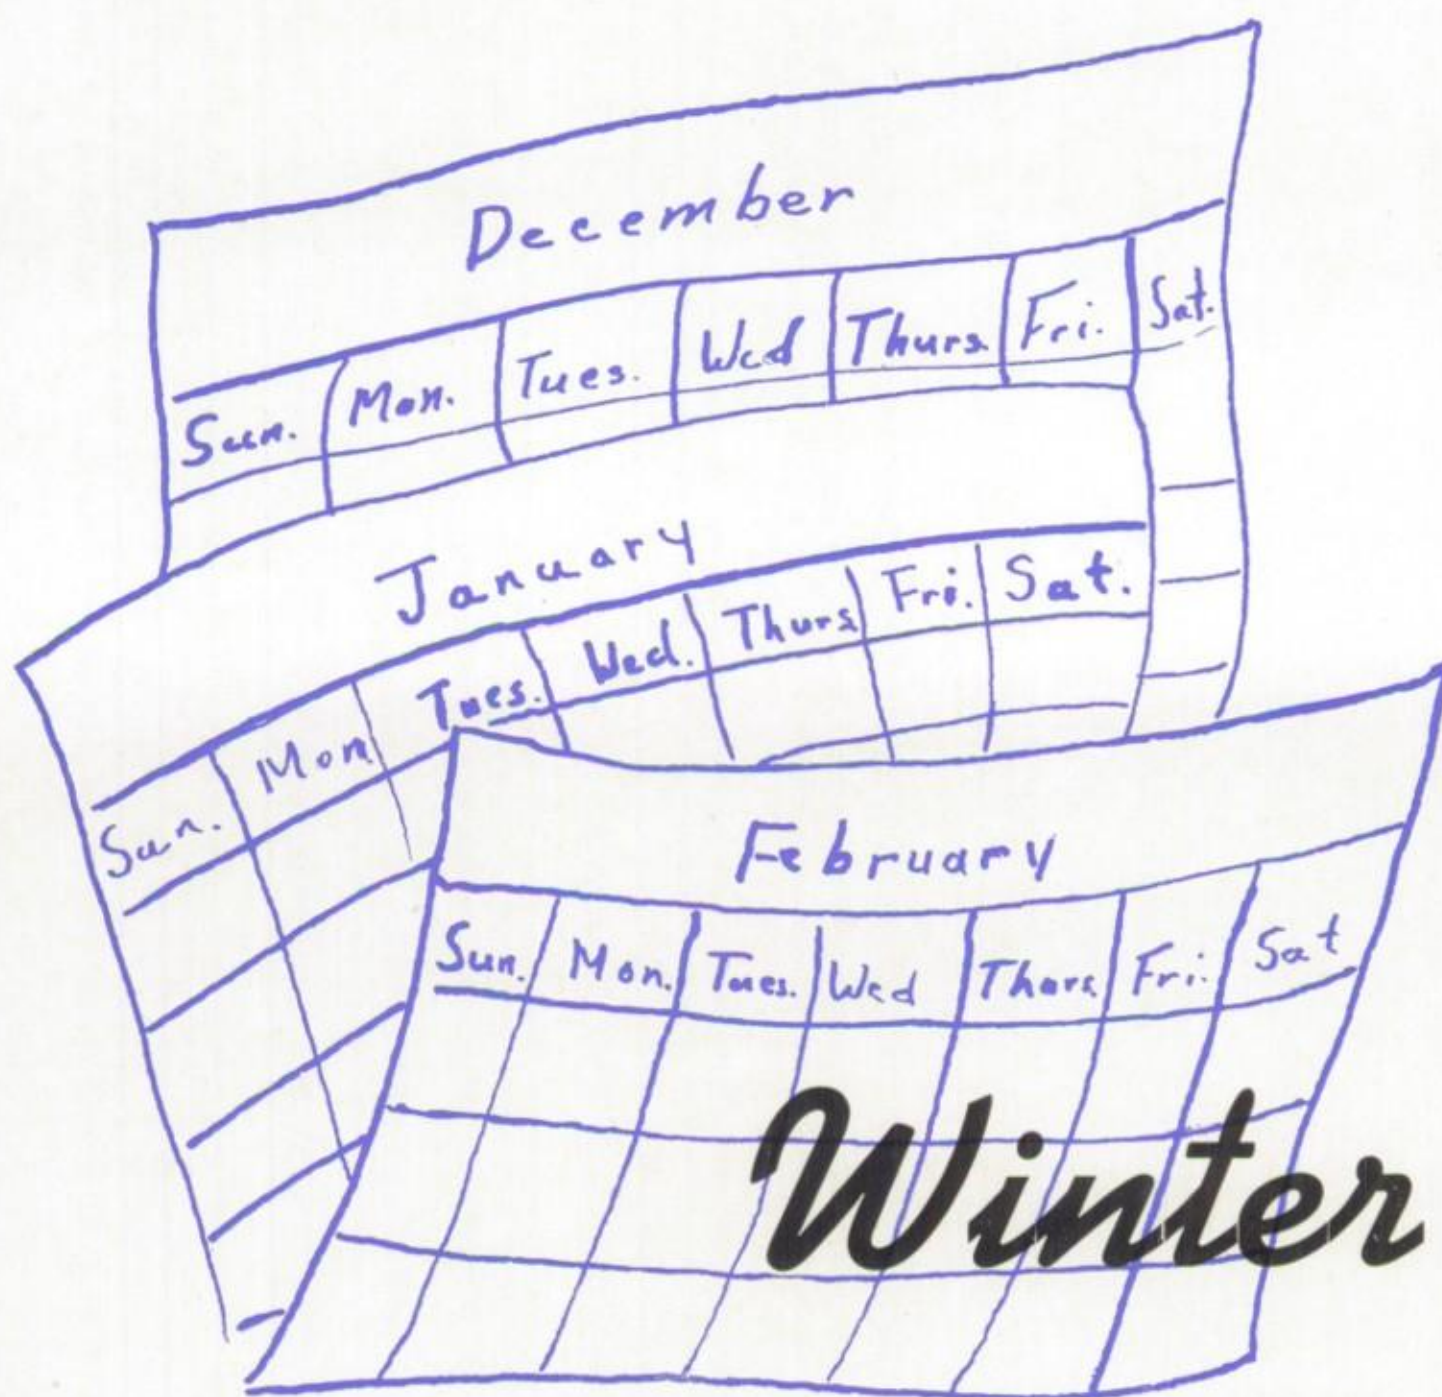 December
Sun. Mon. Tues. Wed Thurs. Fri. Sat.
January
Sun. Mon Tues. Wed. Thurs Fri. Sat.
February
Sun. Mon. Tues. Wed Thurs Fri. Sat
Winter